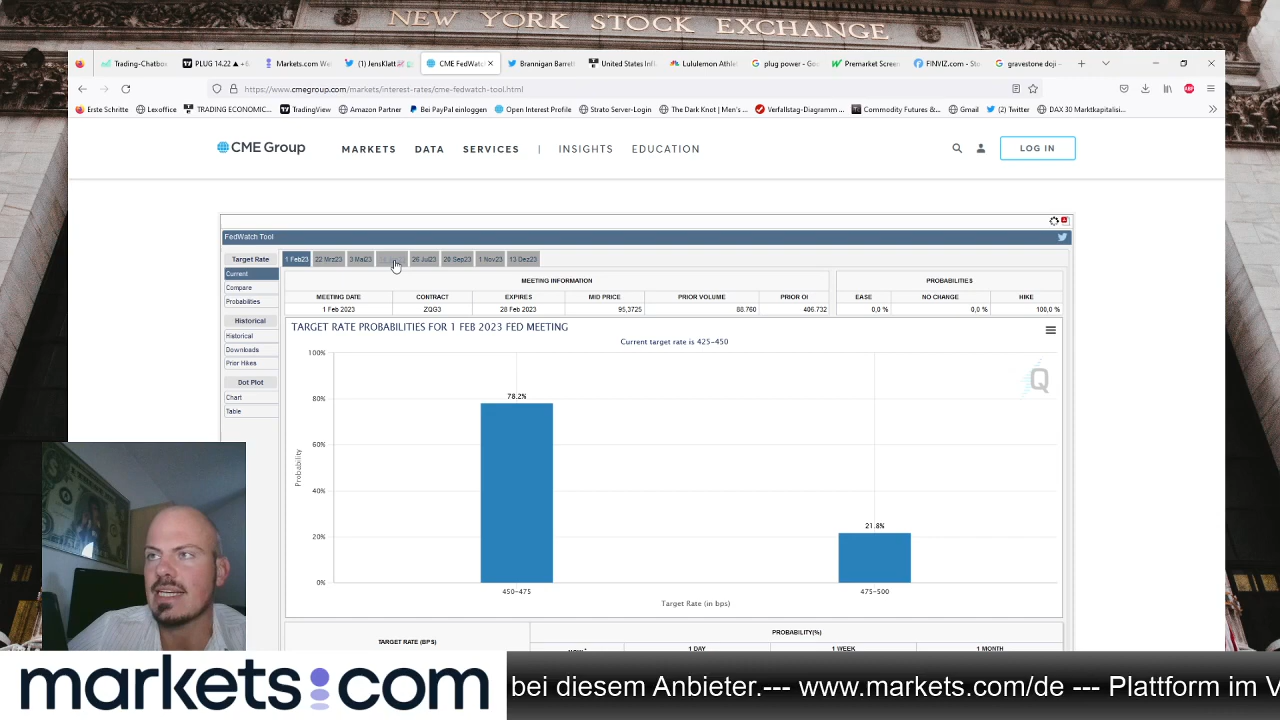 NEW YORK STOCK EXCHANGE
Trading-Chatbo
PLUG 14.22 ▲ +6
Markets.com We
(1) JensKlatt
CME FedWatc
Brannigan Barrett
United States Infl
Lululemon Athle
plug power - Goo
Premarket Screen
FINVIZ.com - Sto
gravestone doji -
https://www.cmegroup.com/markets/interest-rates/cme-fedwatch-tool.html
Erste Schritte
Lexoffice
TRADING ECONOMIC...
TradingView
Amazon Partner
Bei PayPal einloggen
Open Interest Profile
Strato Server-Login
The Dark Knot | Men's ...
Verfallstag-Diagramm ...
Commodity Futures &...
Gmail
(2) Twitter
DAX 30 Marktkapitalisi...
CME Group
MARKETS DATA SERVICES | INSIGHTS EDUCATION
LOG IN
FedWatch Tool
Target Rate
1 Feb23 22 Mrz23 3 Mai23 26 Jul23 20 Sep23 1 Nov23 13 Dez23
Current
Compare
Probabilities
Historical
Historical
Downloads
Prior Hikes
Dot Plot
Chart
Table
MEETING INFORMATION
MEETING DATE CONTRACT EXPIRES MID PRICE PRIOR VOLUME PRIOR OI
1 Feb 2023 ZQG3 28 Feb 2023 95,3725 88.760 406.732
PROBABILITIES
EASE NO CHANGE HIKE
0,0 % 0,0 % 100,0 %
TARGET RATE PROBABILITIES FOR 1 FEB 2023 FED MEETING
Current target rate is 425-450
Q
100%
80%
60%
40%
20%
0%
Probability
78.2%
21.8%
450-475
475-500
Target Rate (in bps)
TARGET RATE (BPS)
PROBABILITY(%)
1 DAY
1 WEEK
1 MONTH
markets.com
bei diesem Anbieter.--- www.markets.com/de --- Plattform im V